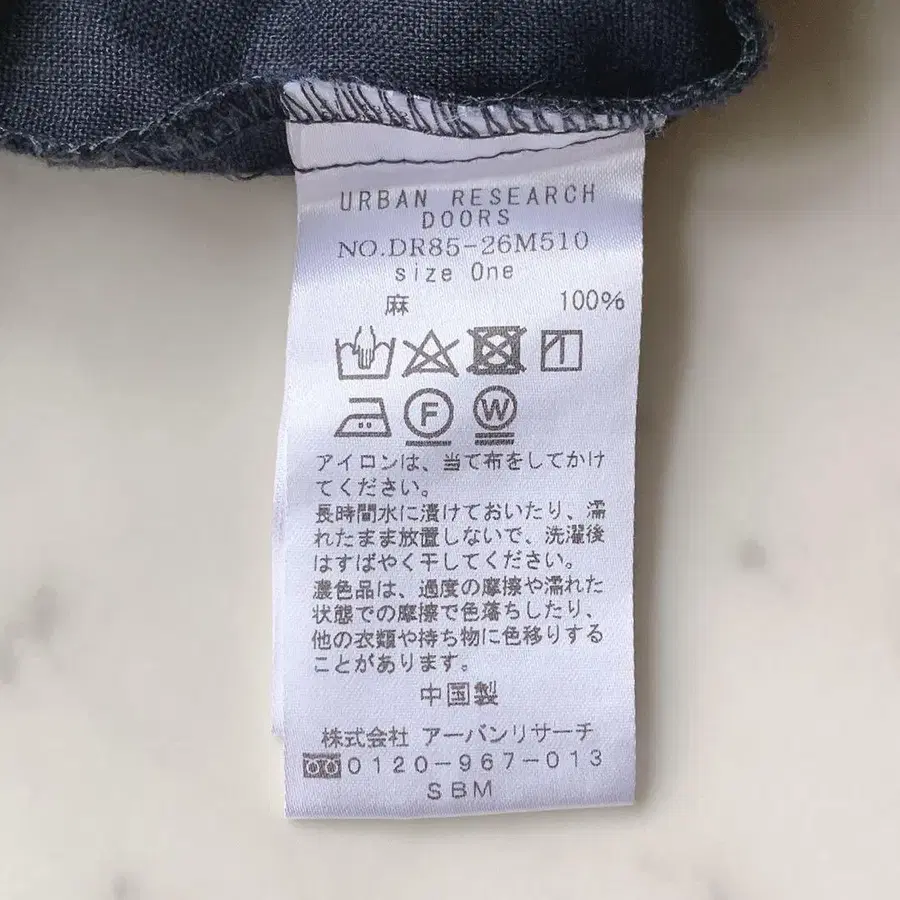 URBAN RESEARCH
DOORS
NO.DR85-26M510
size One
麻 100%
F W
アイロンは、当て布をしてかけ
てください。
長時間水に漬けておいたり、濡
れたまま放置しないで、洗濯後
はすばやく干してください。
濃色品は、過度の摩擦や濡れた
状態での摩擦で色落ちしたり、
他の衣類や持ち物に色移りする
ことがあります。
中国製
株式会社 アーバンリサーチ
0120-967-013
SBM